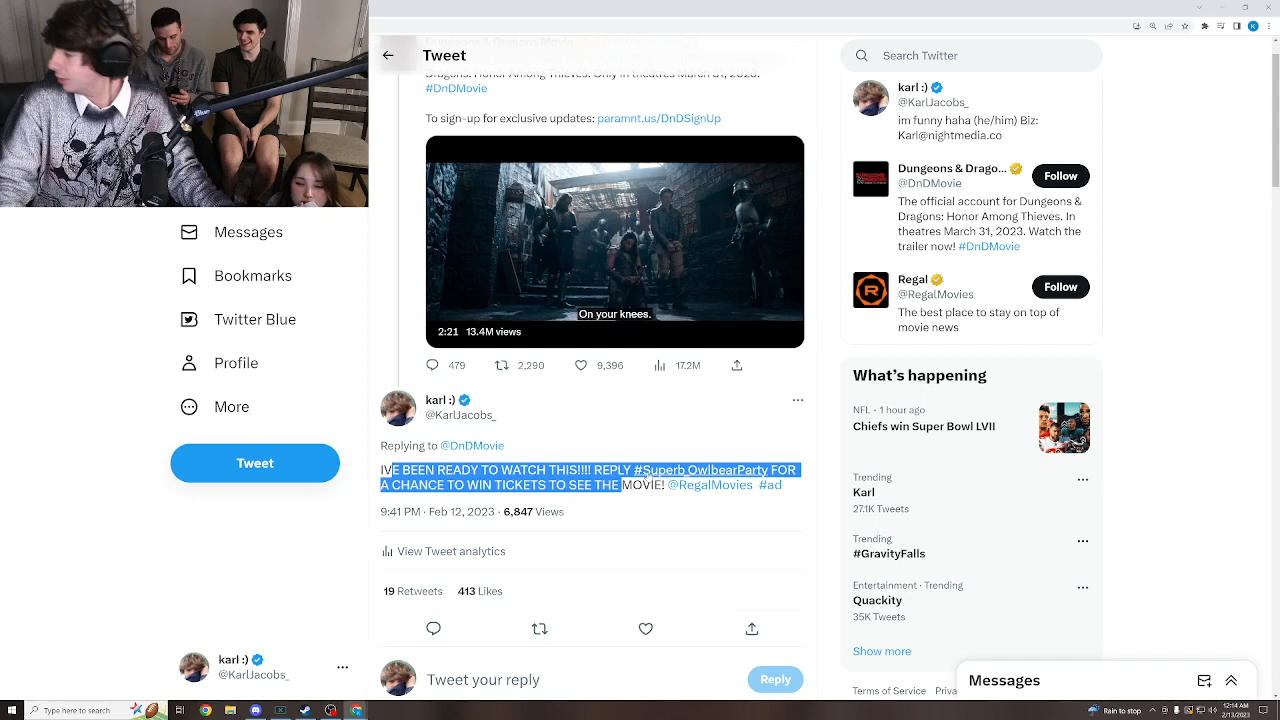 Tweet
Search Twitter
Dragons: Honor Among Thieves. Only in theatres March 31, 2023.
#DnDMovie
To sign-up for exclusive updates: paramnt.us/DnDSignUp
On your knees.
2:21 13.4M views
479 2,290 9,396 17.2M
karl :)
@KarlJacobs_
Replying to @DnDMovie
IVE BEEN READY TO WATCH THIS!!!! REPLY #Superb_OwlbearParty FOR
A CHANCE TO WIN TICKETS TO SEE THE MOVIE! @RegalMovies #ad
9:41 PM · Feb 12, 2023 · 6,847 Views
View Tweet analytics
19 Retweets 413 Likes
Tweet your reply
Reply
Messages
Bookmarks
Twitter Blue
Profile
More
Tweet
karl :)
@KarlJacobs_
karl :)
@KarlJacobs_
im funny haha (he/him) Biz:
Karl@nightmedia.co
Dungeons & Drago...
@DnDMovie
Follow
The official account for Dungeons &
Dragons: Honor Among Thieves. In
theatres March 31, 2023. Watch the
trailer now! #DnDMovie
Regal
@RegalMovies
Follow
The best place to stay on top of
movie news
What's happening
NFL · 1 hour ago
Chiefs win Super Bowl LVII
Trending
Karl
27.1K Tweets
Trending
#GravityFalls
Entertainment · Trending
Quackity
35K Tweets
Show more
Terms of Service
Messages
Type here to search
Rain to stop
12:14 AM
2/13/2023